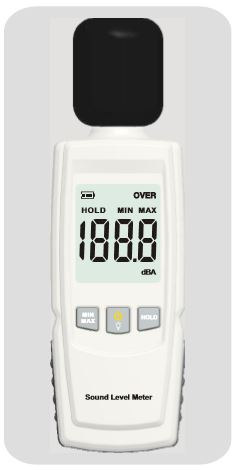 OVER
HOLD MIN MAX
188.8
dBA
MIN
MAX
HOLD
Sound Level Meter